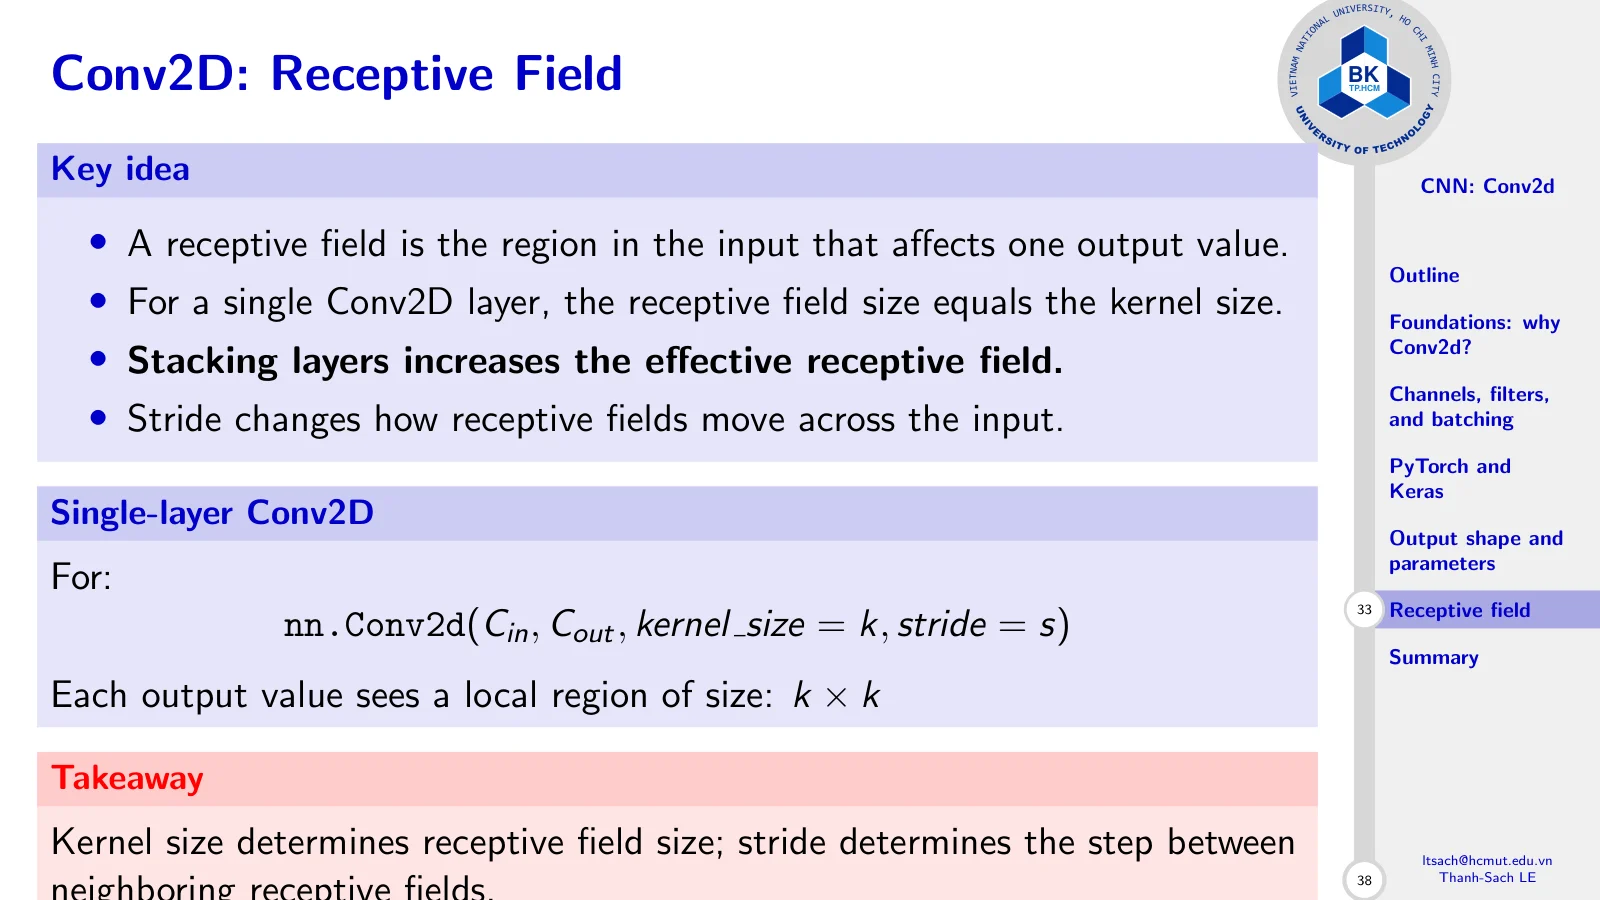 Conv2D: Receptive Field
Key idea
• A receptive field is the region in the input that affects one output value.
• For a single Conv2D layer, the receptive field size equals the kernel size.
• Stacking layers increases the effective receptive field.
• Stride changes how receptive fields move across the input.
Single-layer Conv2D
For:
nn.Conv2d(C_in, C_out, kernel_size = k, stride = s)
Each output value sees a local region of size: k × k
Takeaway
Kernel size determines receptive field size; stride determines the step between
neighboring receptive fields.
VIETNAM NATIONAL UNIVERSITY, HO CHI MINH CITY
BK
TP.HCM
UNIVERSITY OF TECHNOLOGY
CNN: Conv2d
Outline
Foundations: why
Conv2d?
Channels, filters,
and batching
PyTorch and
Keras
Output shape and
parameters
33
Receptive field
Summary
ltsach@hcmut.edu.vn
Thanh-Sach LE
38